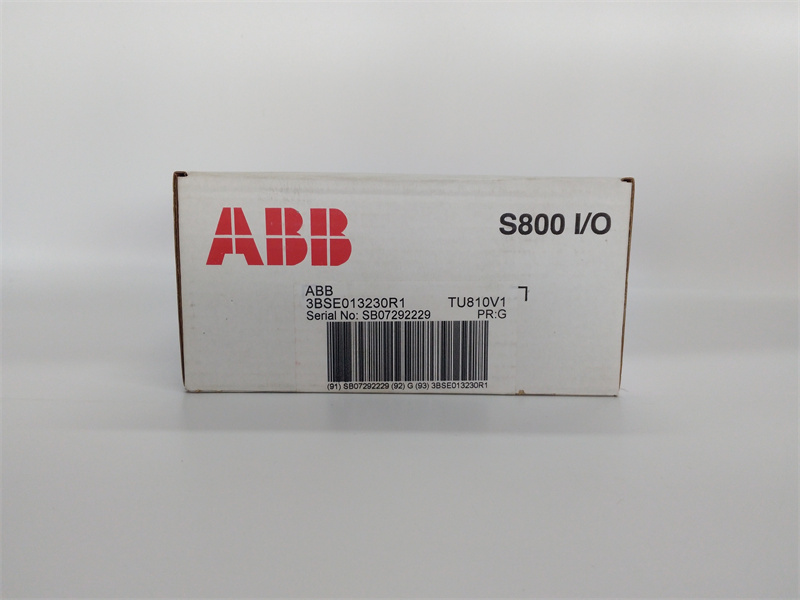 ABB
S800 I/O
ABB
3BSE013230R1 TU810V1
Serial No: SB07292229 PR:G
(91) SB07292229 (92) G (93) 3BSE013230R1